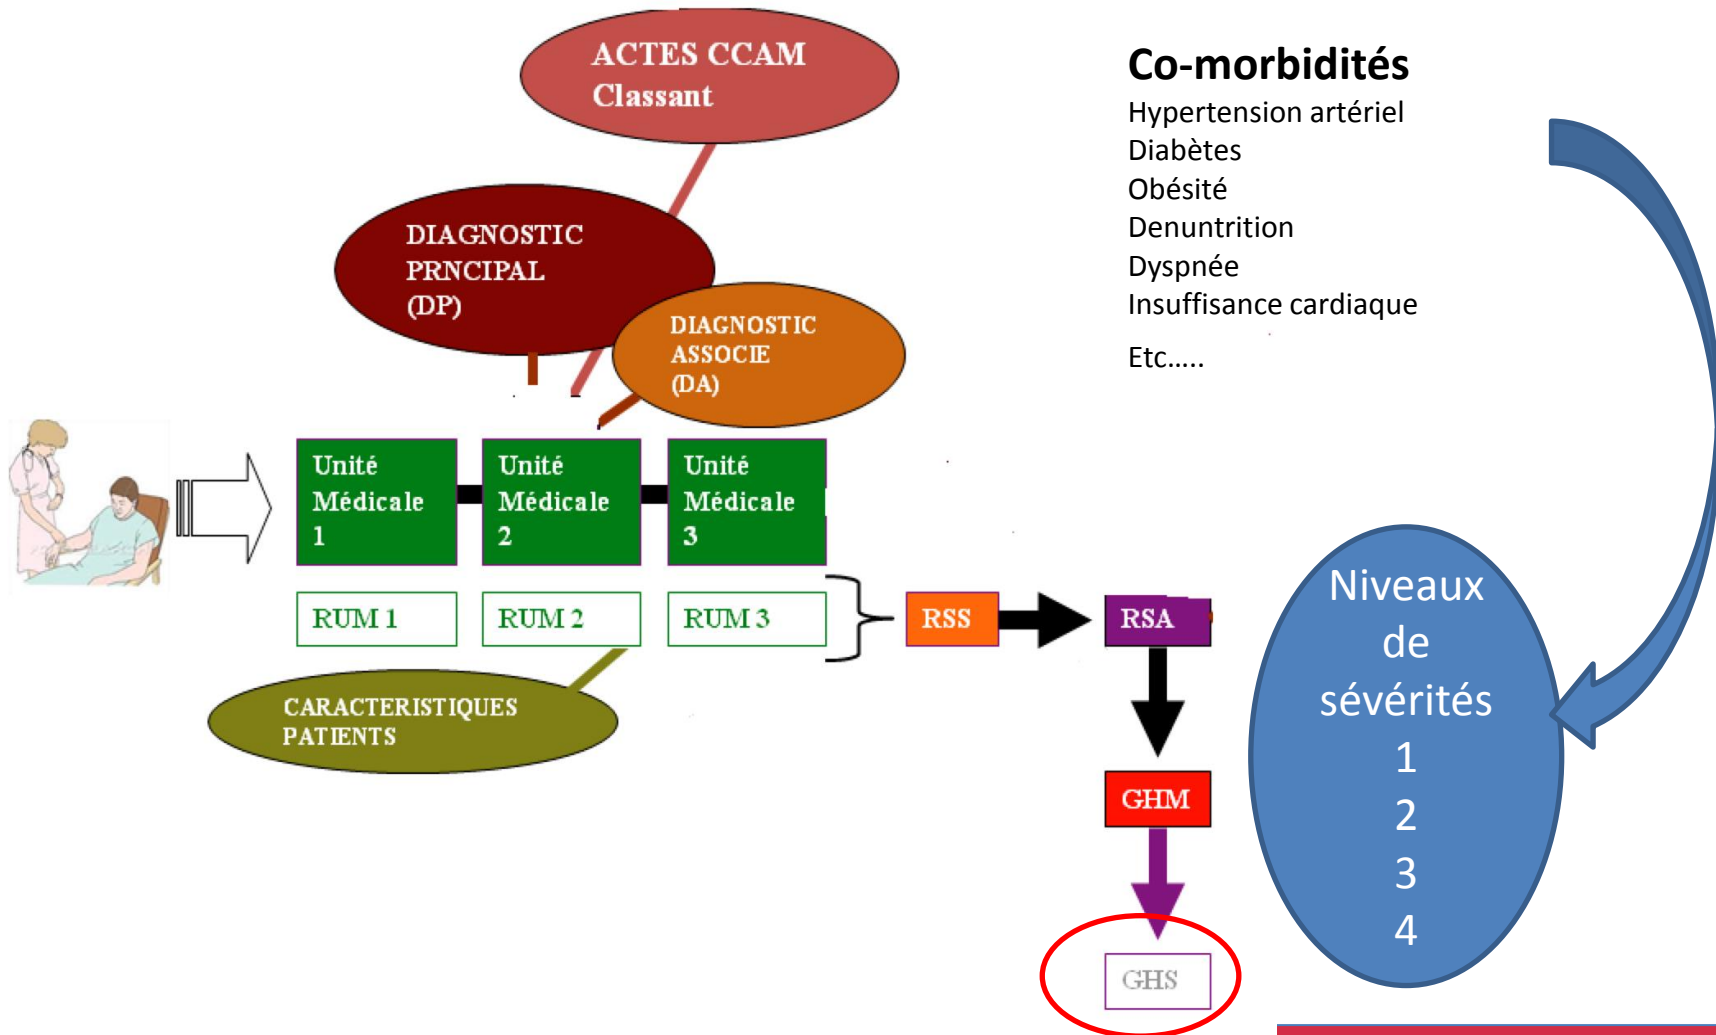 ACTES CCAM
Classant
DIAGNOSTIC
PRNCIPAL
(DP)
DIAGNOSTIC
ASSOCIE
(DA)
Co-morbidités
Hypertension artériel
Diabètes
Obésité
Denuntrition
Dyspnée
Insuffisance cardiaque
Etc.....
Unité
Médicale
1
Unité
Médicale
2
Unité
Médicale
3
RUM 1
RUM 2
RUM 3
RSS
RSA
CARACTERISTIQUES
PATIENTS
GHM
GHS
Niveaux
de
sévérités
1
2
3
4